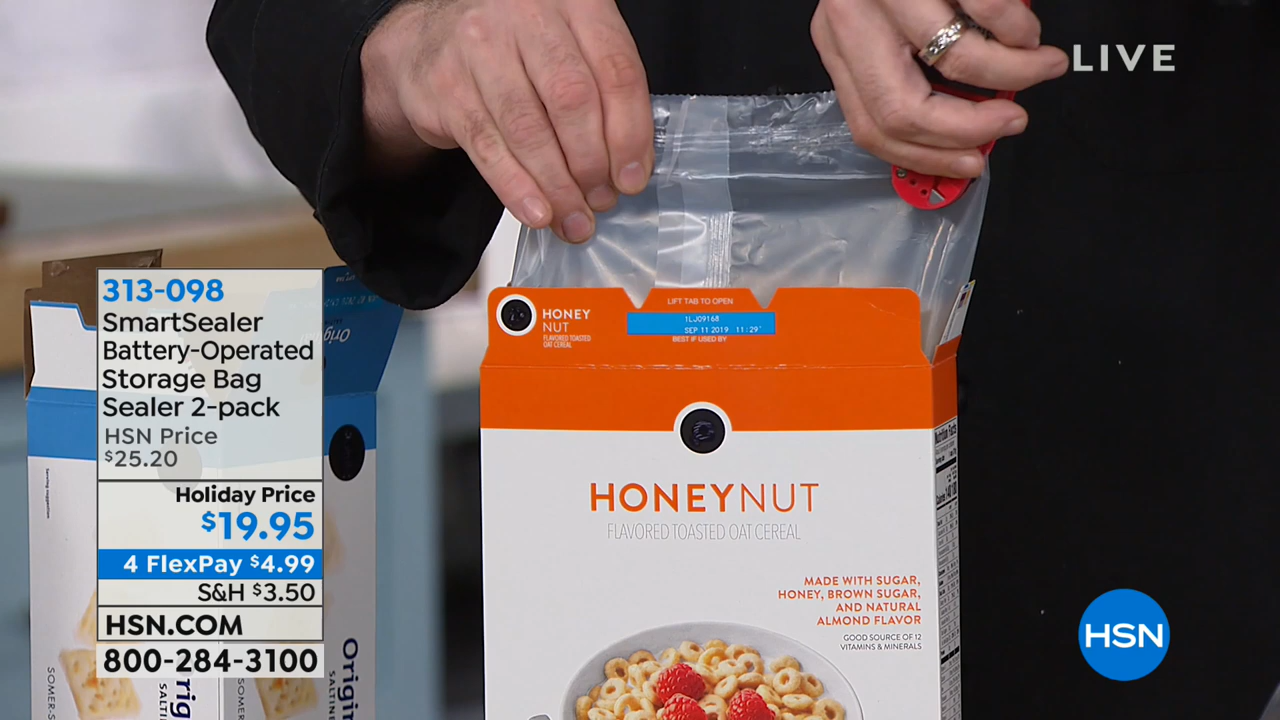 LIVE
313-098
SmartSealer
Battery-Operated
Storage Bag
Sealer 2-pack
HSN Price
$25.20
Holiday Price
$19.95
4 FlexPay $4.99
S&H $3.50
HSN.COM
800-284-3100
LIFT TAB TO OPEN
1LJ09168
SEP 11 2019 11:29
BEST IF USED BY
HONEY
NUT
FLAVORED TOASTED
OAT CEREAL
HONEYNUT
FLAVORED TOASTED OAT CEREAL
MADE WITH SUGAR,
HONEY, BROWN SUGAR,
AND NATURAL
ALMOND FLAVOR
GOOD SOURCE OF 12
VITAMINS & MINERALS
Nutrition Facts
Original
HSN